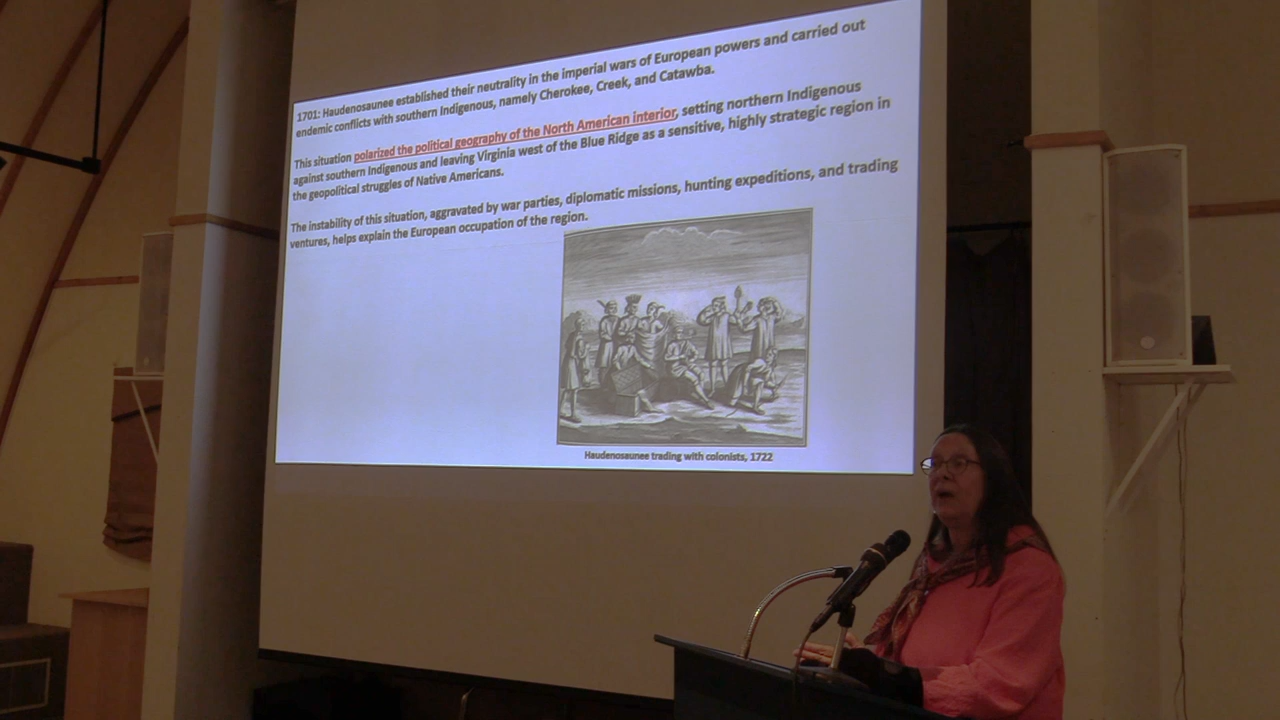 1701: Haudenosaunee established their neutrality in the imperial wars of European powers and carried out
endemic conflicts with southern Indigenous, namely Cherokee, Creek, and Catawba.
This situation polarized the political geography of the North American interior, setting northern Indigenous
against southern Indigenous and leaving Virginia west of the Blue Ridge as a sensitive, highly strategic region in
the geopolitical struggles of Native Americans.
The instability of this situation, aggravated by war parties, diplomatic missions, hunting expeditions, and trading
ventures, helps explain the European occupation of the region.
Haudenosaunee trading with colonists, 1722